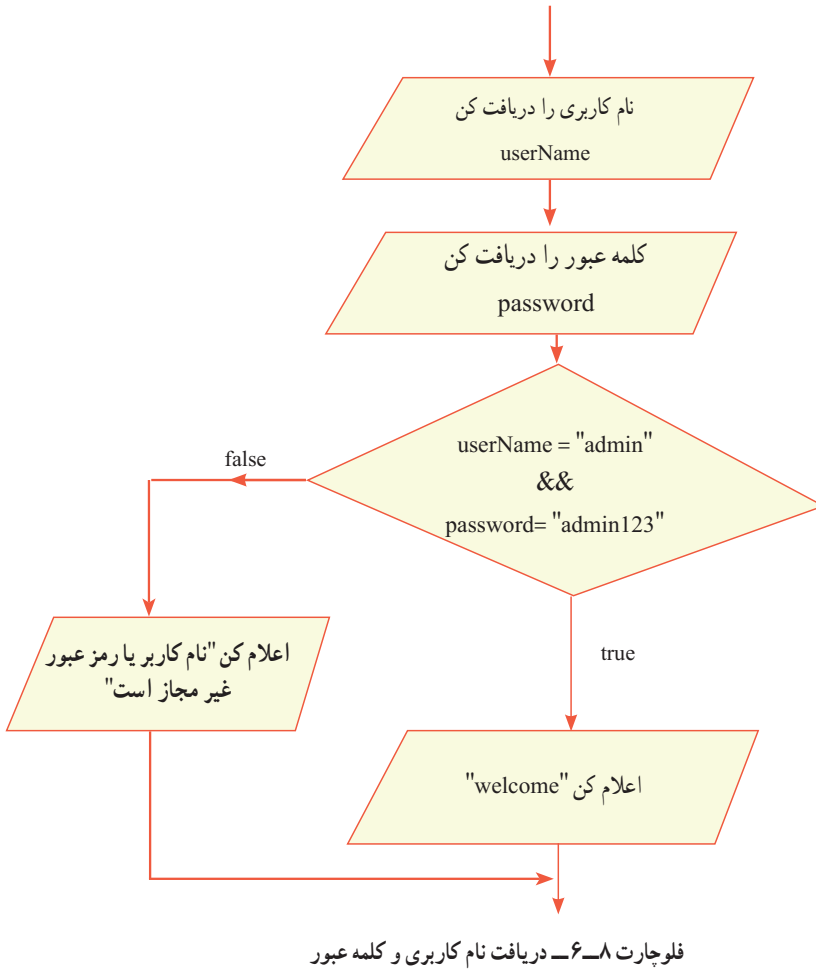 نام کاربری را دریافت کن
userName
کلمه عبور را دریافت کن
password
userName = "admin"
&&
password= "admin123"
false
true
اعلام کن"نام کاربر یا رمز عبور
غیر مجاز است"
اعلام کن "welcome"
فلوچارت ۸ــ۶ــ دریافت نام کاربری و کلمه عبور